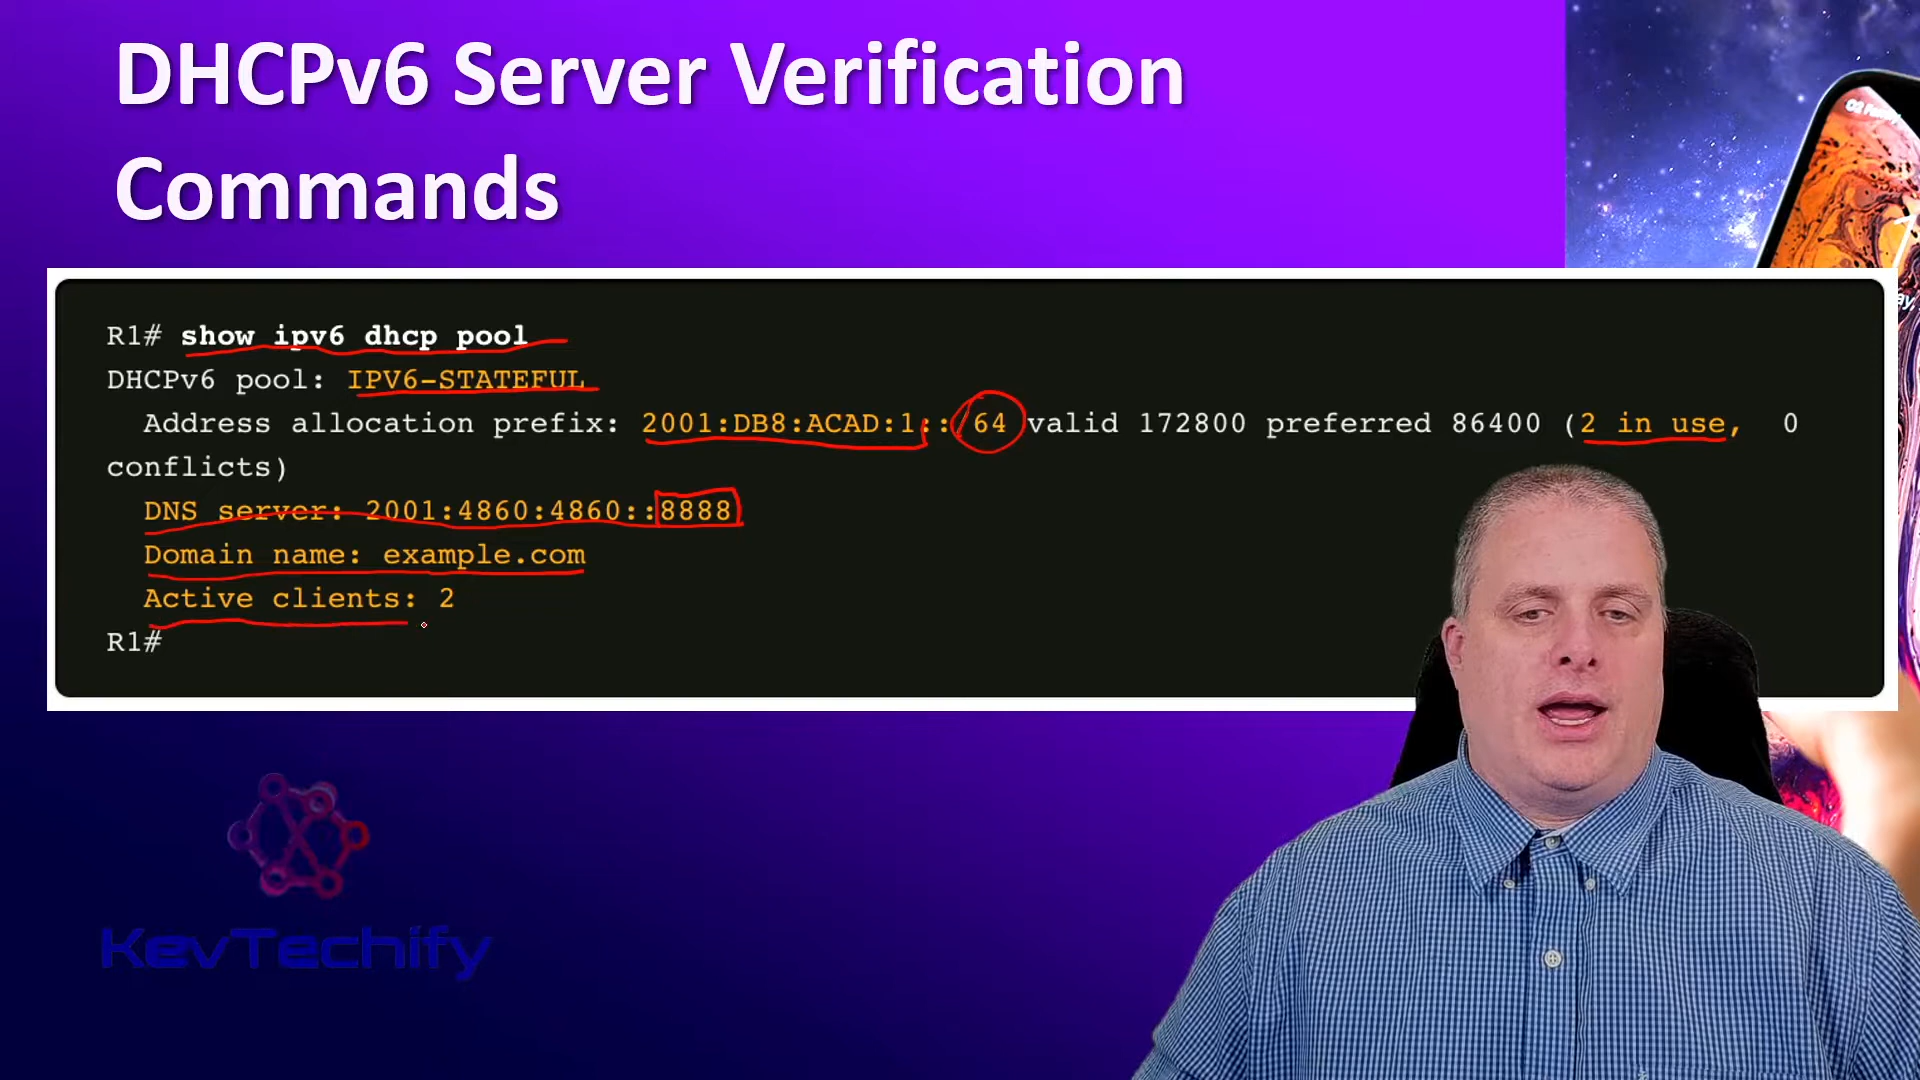 DHCPv6 Server Verification
Commands
R1# show ipv6 dhcp pool
DHCPv6 pool: IPV6-STATEFUL
Address allocation prefix: 2001:DB8:ACAD:1::/64 valid 172800 preferred 86400 (2 in use, 0
conflicts)
DNS server: 2001:4860:4860::8888
Domain name: example.com
Active clients: 2
R1#
KevTechify